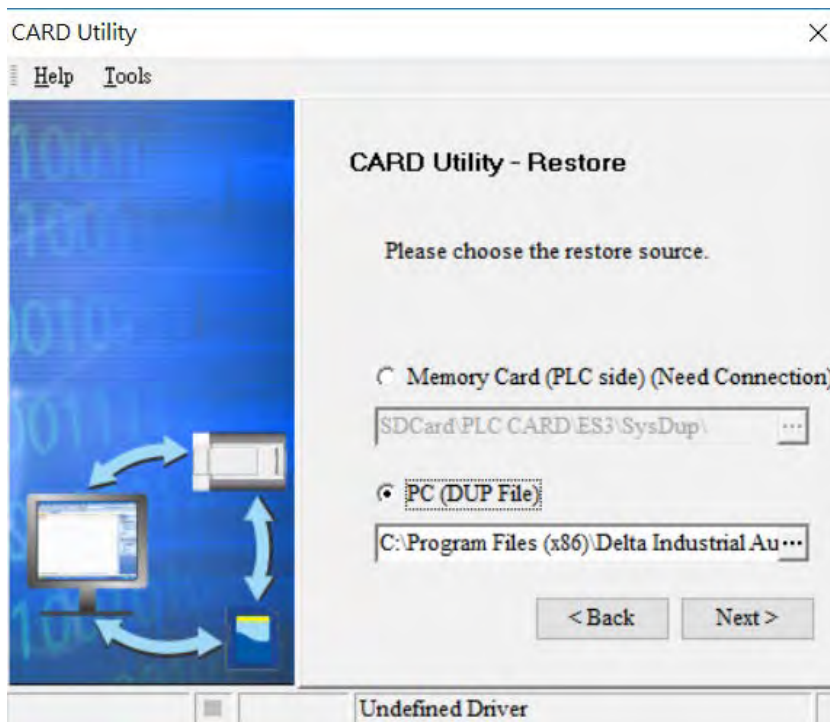 CARD Utility
Help Tools
CARD Utility - Restore
Please choose the restore source.
Memory Card (PLC side) (Need Connection)
SDCard\PLC CARD\ES3\SysDup\
PC (DUP File)
C:\Program Files (x86)\Delta Industrial Au
< Back Next >
Undefined Driver